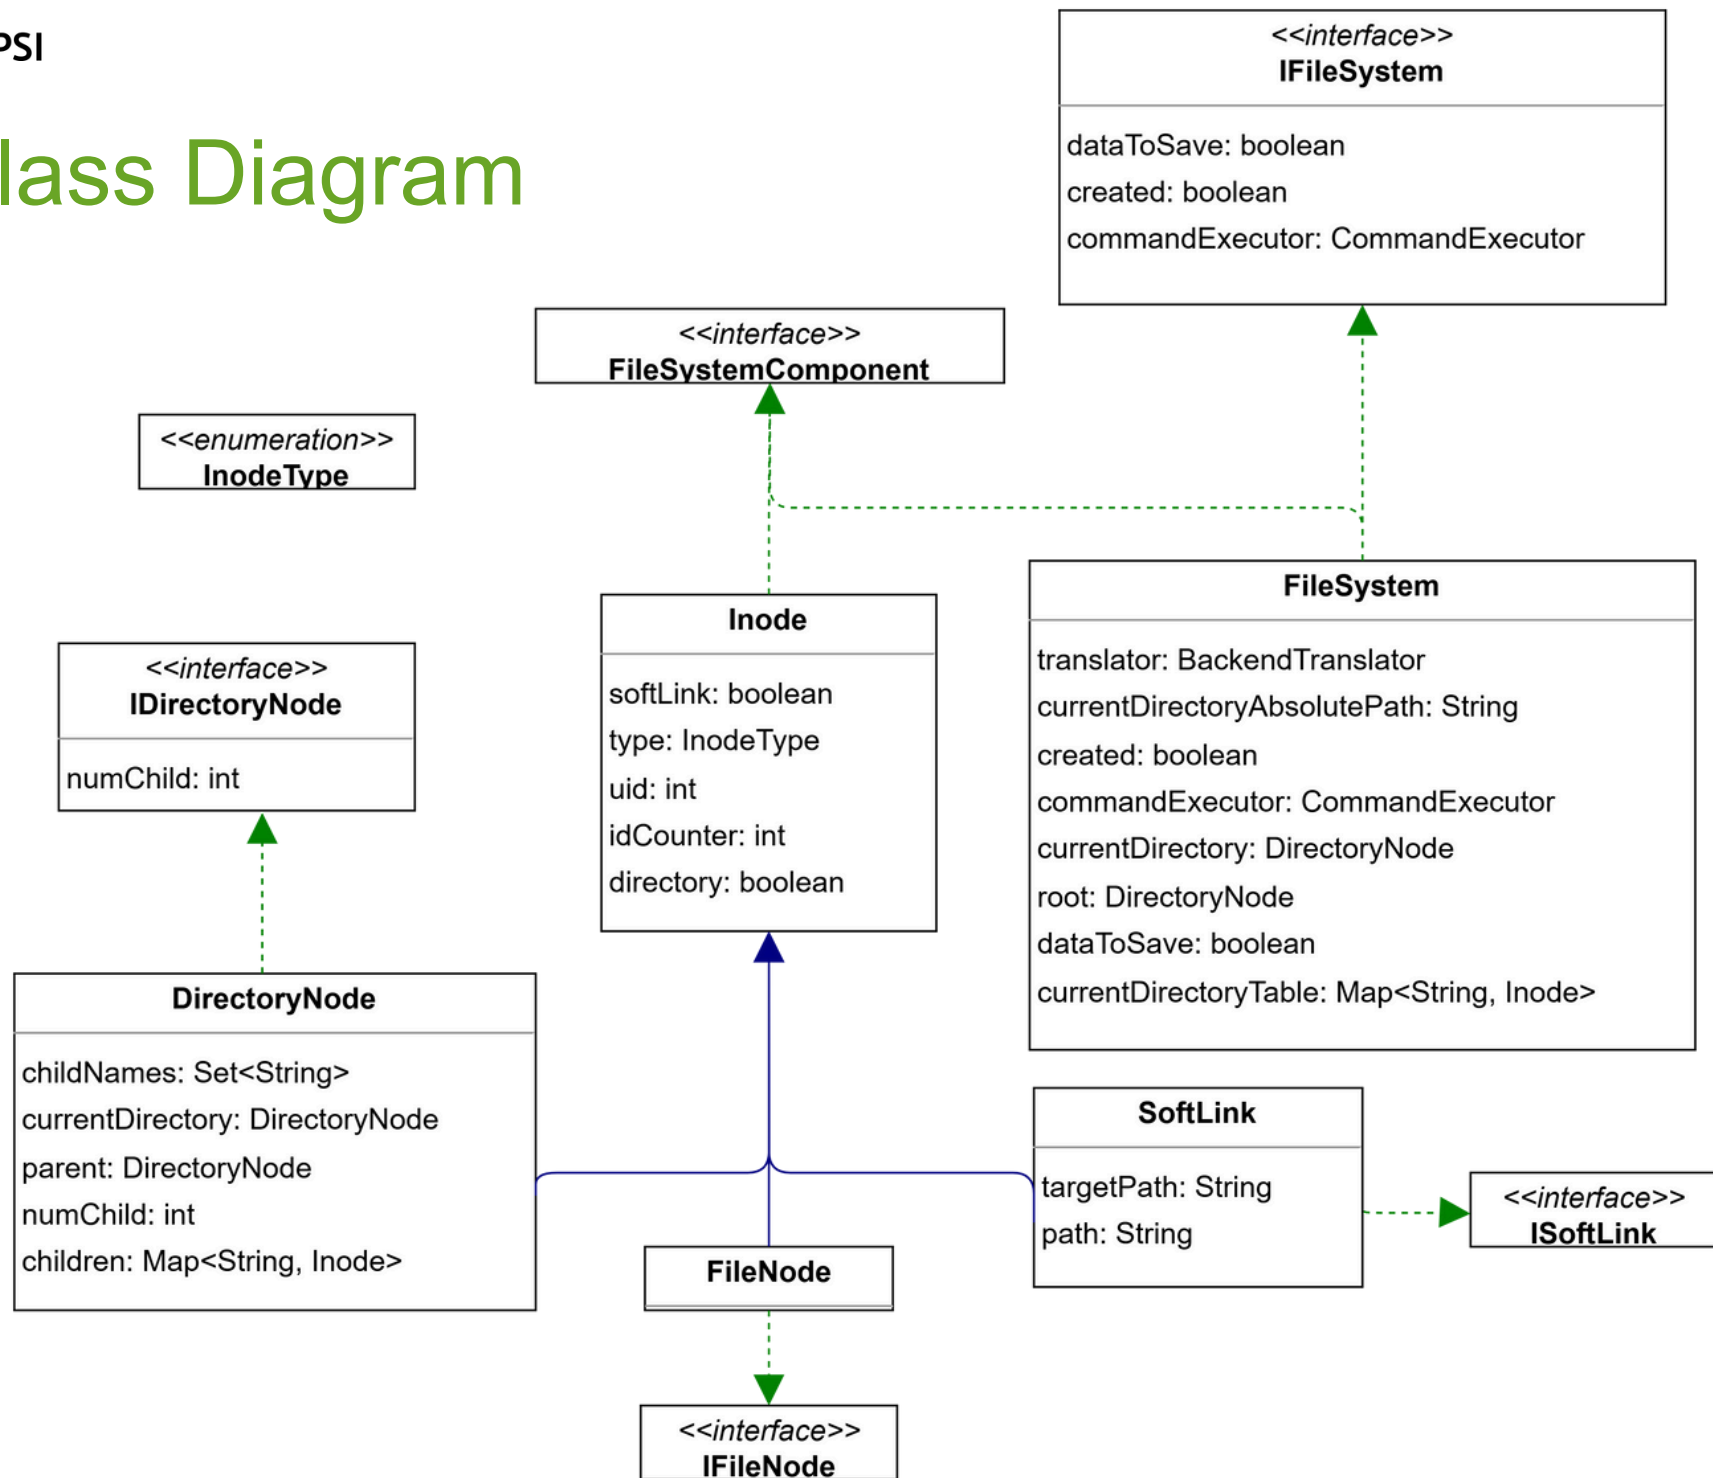 PSI
lass Diagram
<<interface>>
IFileSystem
dataToSave: boolean
created: boolean
commandExecutor: CommandExecutor
<<interface>>
FileSystemComponent
<<enumeration>>
InodeType
<<interface>>
IDirectoryNode
numChild: int
Inode
softLink: boolean
type: InodeType
uid: int
idCounter: int
directory: boolean
FileSystem
translator: BackendTranslator
currentDirectoryAbsolutePath: String
created: boolean
commandExecutor: CommandExecutor
currentDirectory: DirectoryNode
root: DirectoryNode
dataToSave: boolean
currentDirectoryTable: Map<String, Inode>
DirectoryNode
childNames: Set<String>
currentDirectory: DirectoryNode
parent: DirectoryNode
numChild: int
children: Map<String, Inode>
SoftLink
targetPath: String
path: String
<<interface>>
ISoftLink
FileNode
<<interface>>
IFileNode